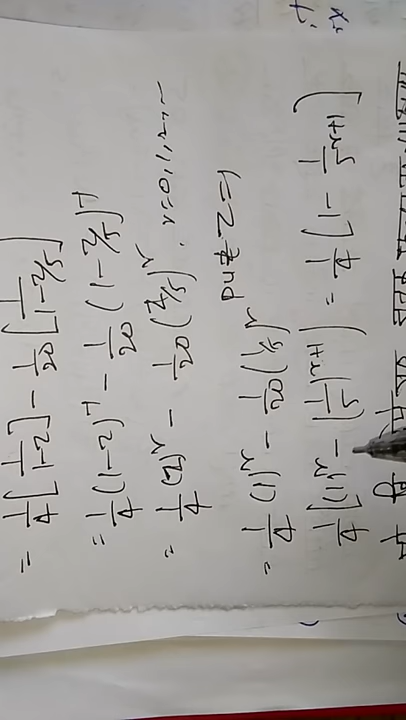 = 1/4 [1/(1-z)] - 1/20 [1/(1-z/5)]
= 1/4 (1-z)^-1 - 1/20 (1-z/5)^-1
= 1/4 (z)^r - 1/20 (z/5)^r . r=0,1,2,---
put z=1
= 1/4 (1)^r - 1/20 (1/5)^r
1/4 [(1)^r - (1/5)^r+1] = 1/4 [1 - 1/5^r+1]